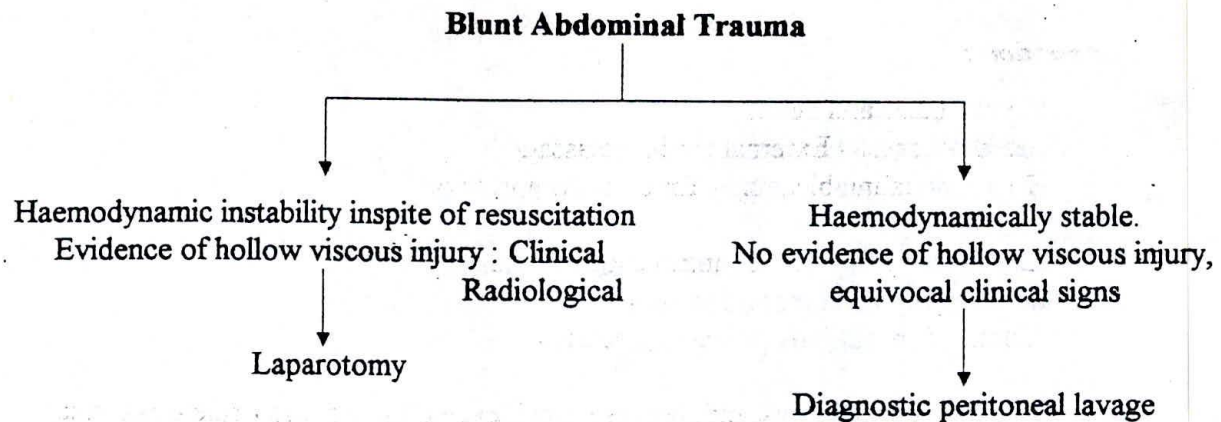 Blunt Abdominal Trauma
Haemodynamic instability inspite of resuscitation
Evidence of hollow viscous injury : Clinical
Radiological
Laparotomy
Haemodynamically stable.
No evidence of hollow viscous injury,
equivocal clinical signs
Diagnostic peritoneal lavage